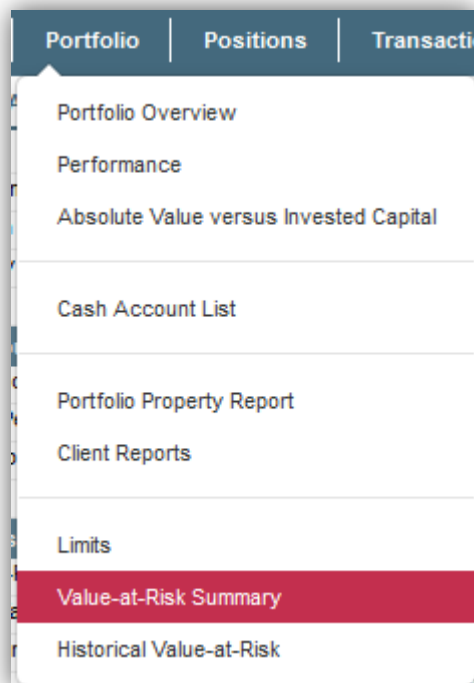 Portfolio Positions
Portfolio Overview
Performance
Absolute Value versus Invested Capital
Cash Account List
Portfolio Property Report
Client Reports
Limits
Value-at-Risk Summary
Historical Value-at-Risk